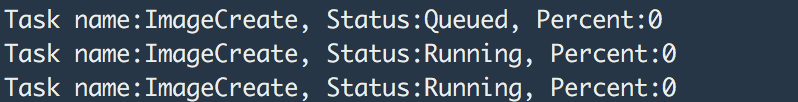 Task name:ImageCreate, Status:Queued, Percent:0
Task name:ImageCreate, Status:Running, Percent:0
Task name:ImageCreate, Status:Running, Percent:0